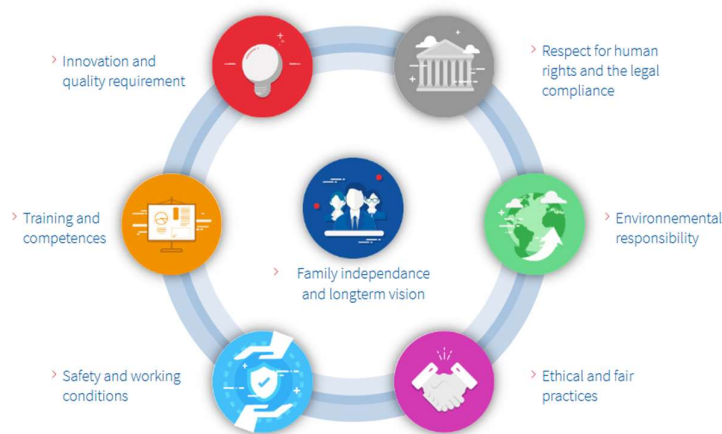 Innovation and
quality requirement
Respect for human
rights and the legal
compliance
Training and
competences
Family independance
and longterm vision
Environnemental
responsibility
Safety and working
conditions
Ethical and fair
practices